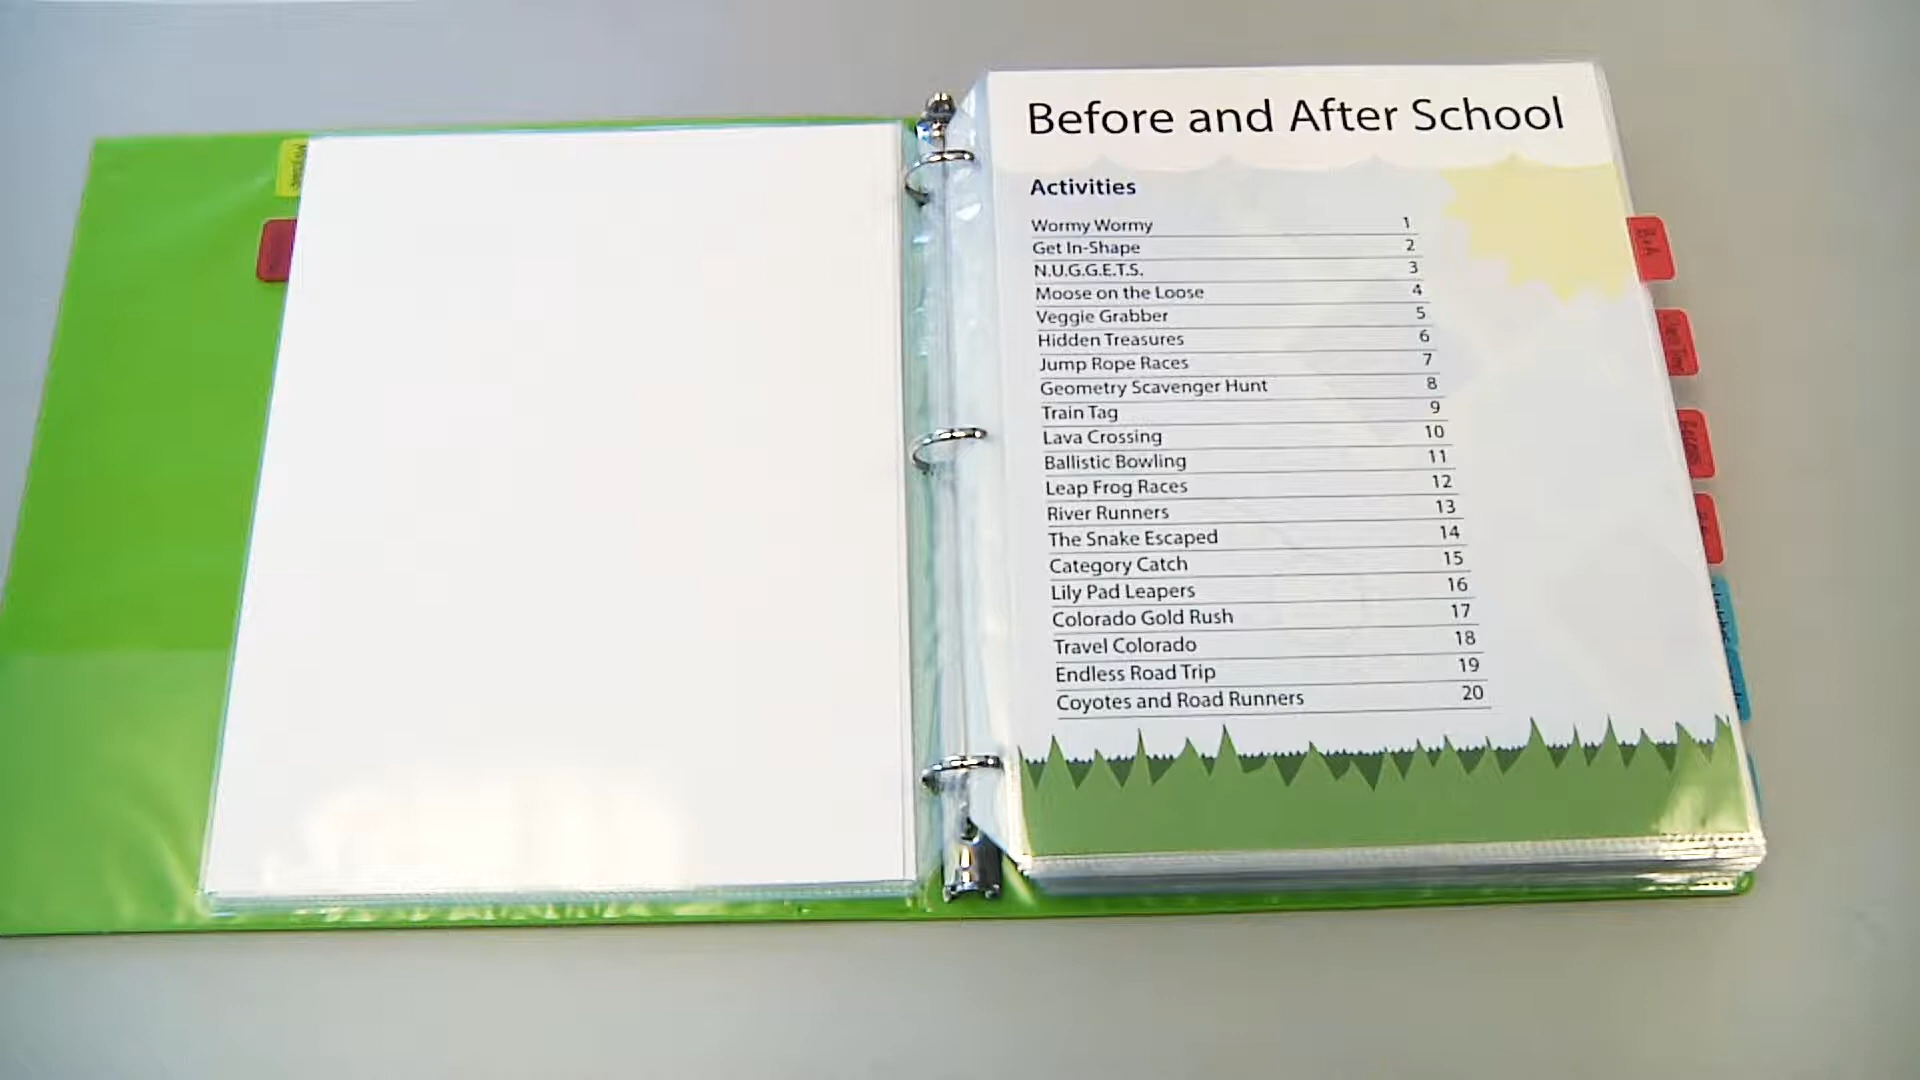 Before and After School
Activities
Wormy Wormy 1
Get In-Shape 2
N.U.G.G.E.T.S. 3
Moose on the Loose 4
Veggie Grabber 5
Hidden Treasures 6
Jump Rope Races 7
Geometry Scavenger Hunt 8
Train Tag 9
Lava Crossing 10
Ballistic Bowling 11
Leap Frog Races 12
River Runners 13
The Snake Escaped 14
Category Catch 15
Lily Pad Leapers 16
Colorado Gold Rush 17
Travel Colorado 18
Endless Road Trip 19
Coyotes and Road Runners 20
B+A